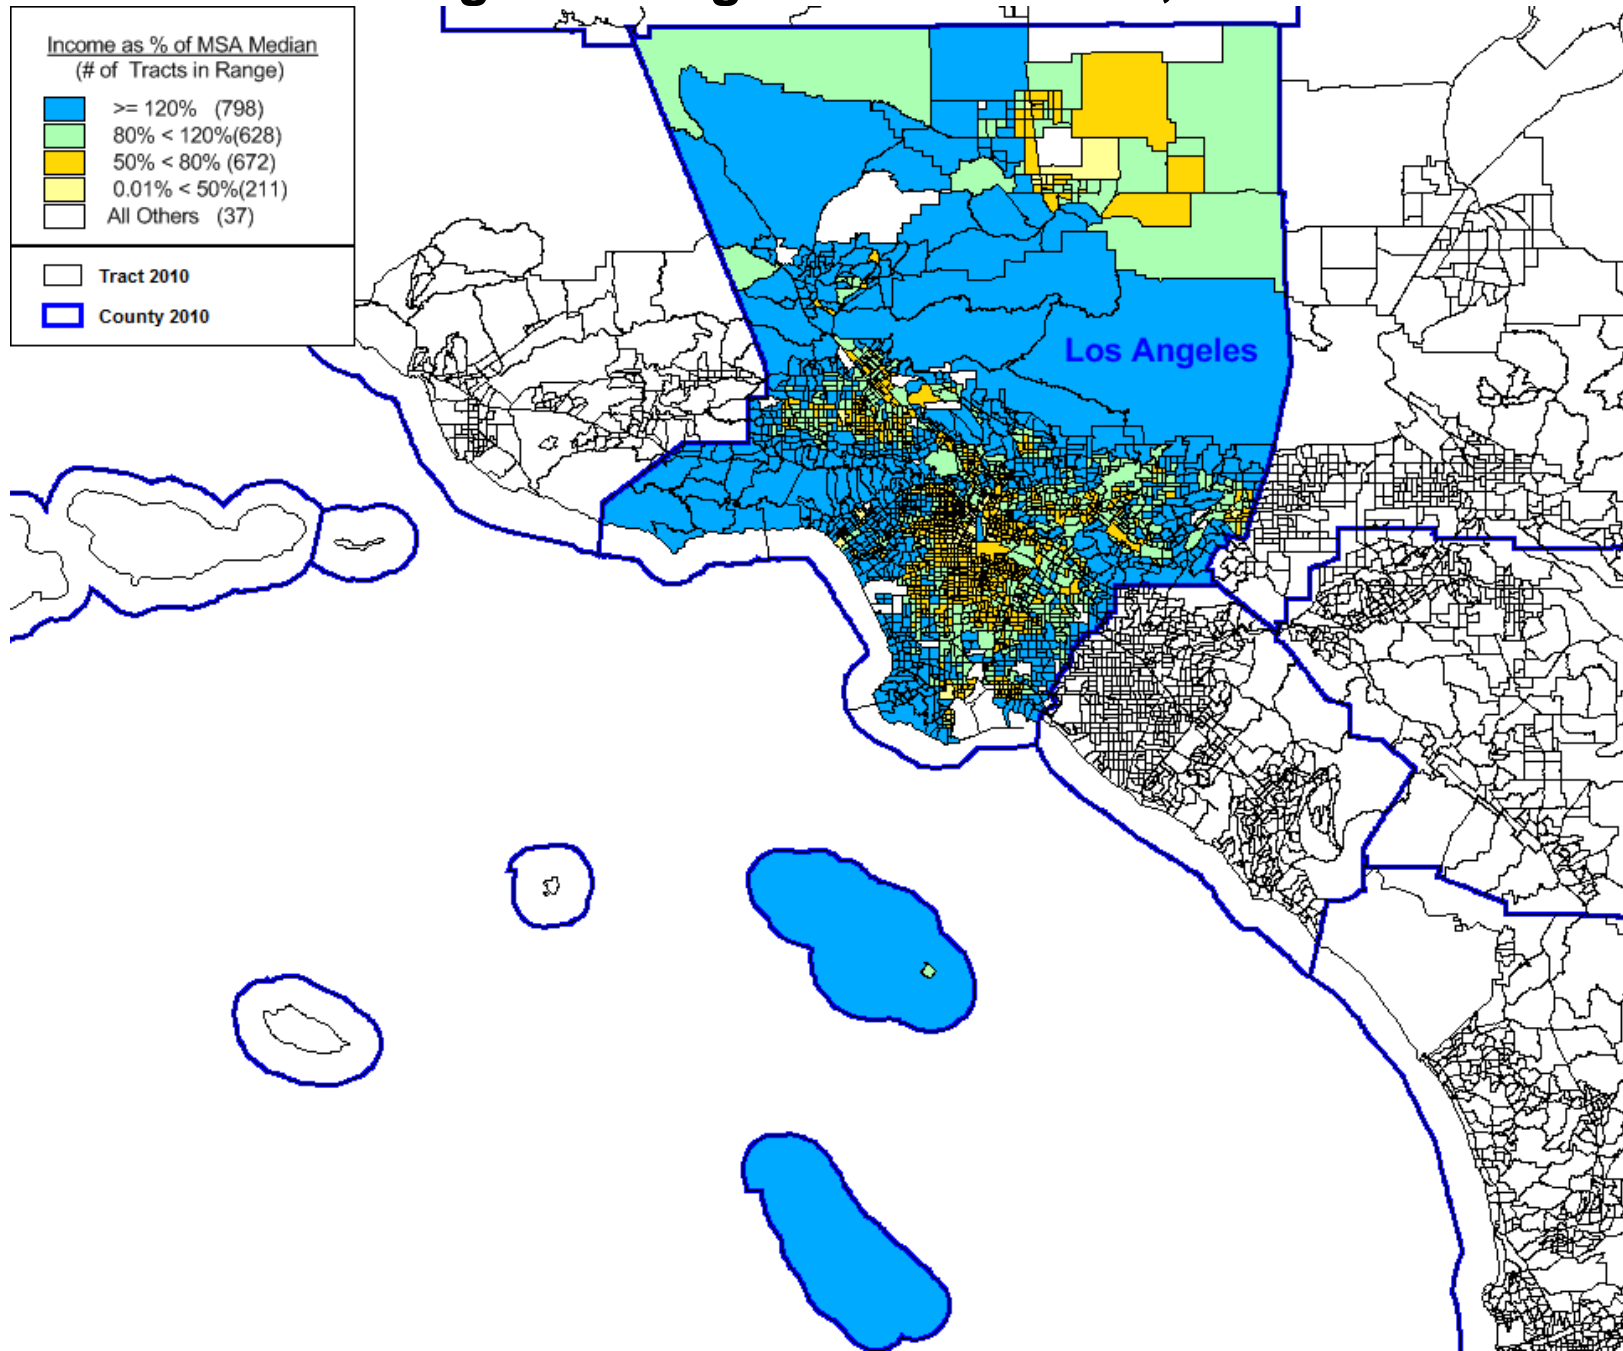 Income as % of MSA Median
(# of Tracts in Range)
>= 120% (798)
80% < 120%(628)
50% < 80% (672)
0.01% < 50%(211)
All Others (37)
Tract 2010
County 2010
Los Angeles